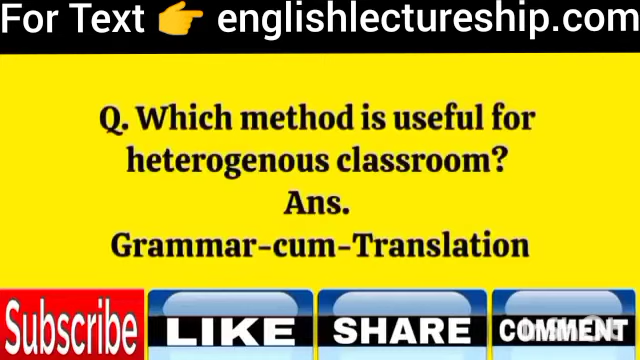 For Text 👉 englishlectureship.com
Q. Which method is useful for
heterogenous classroom?
Ans.
Grammar-cum-Translation
Subscribe LIKE SHARE COMMENT